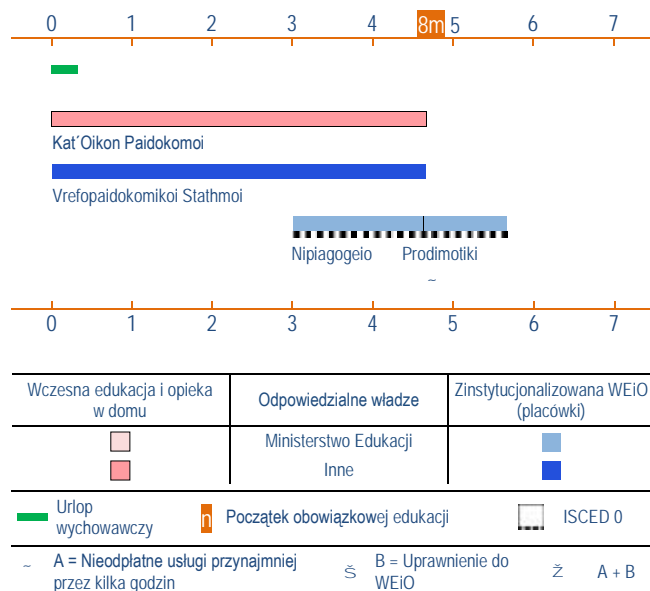 0 1 2 3 4 8m 5 6 7
Kat´Oikon Paidokomoi
Vrefopaidokomikoi Stathmoi
Nipiagogeio Prodimotiki
~
0 1 2 3 4 5 6 7
Wczesna edukacja i opieka
w domu
Odpowiedzialne władze
Zinstytucjonalizowana WEiO
(placówki)
Ministerstwo Edukacji
Inne
Urlop
wychowawczy
n Początek obowiązkowej edukacji
ISCED 0
~ A = Nieodpłatne usługi przynajmniej
przez kilka godzin
Š B = Uprawnienie do
WEiO
Ž A + B